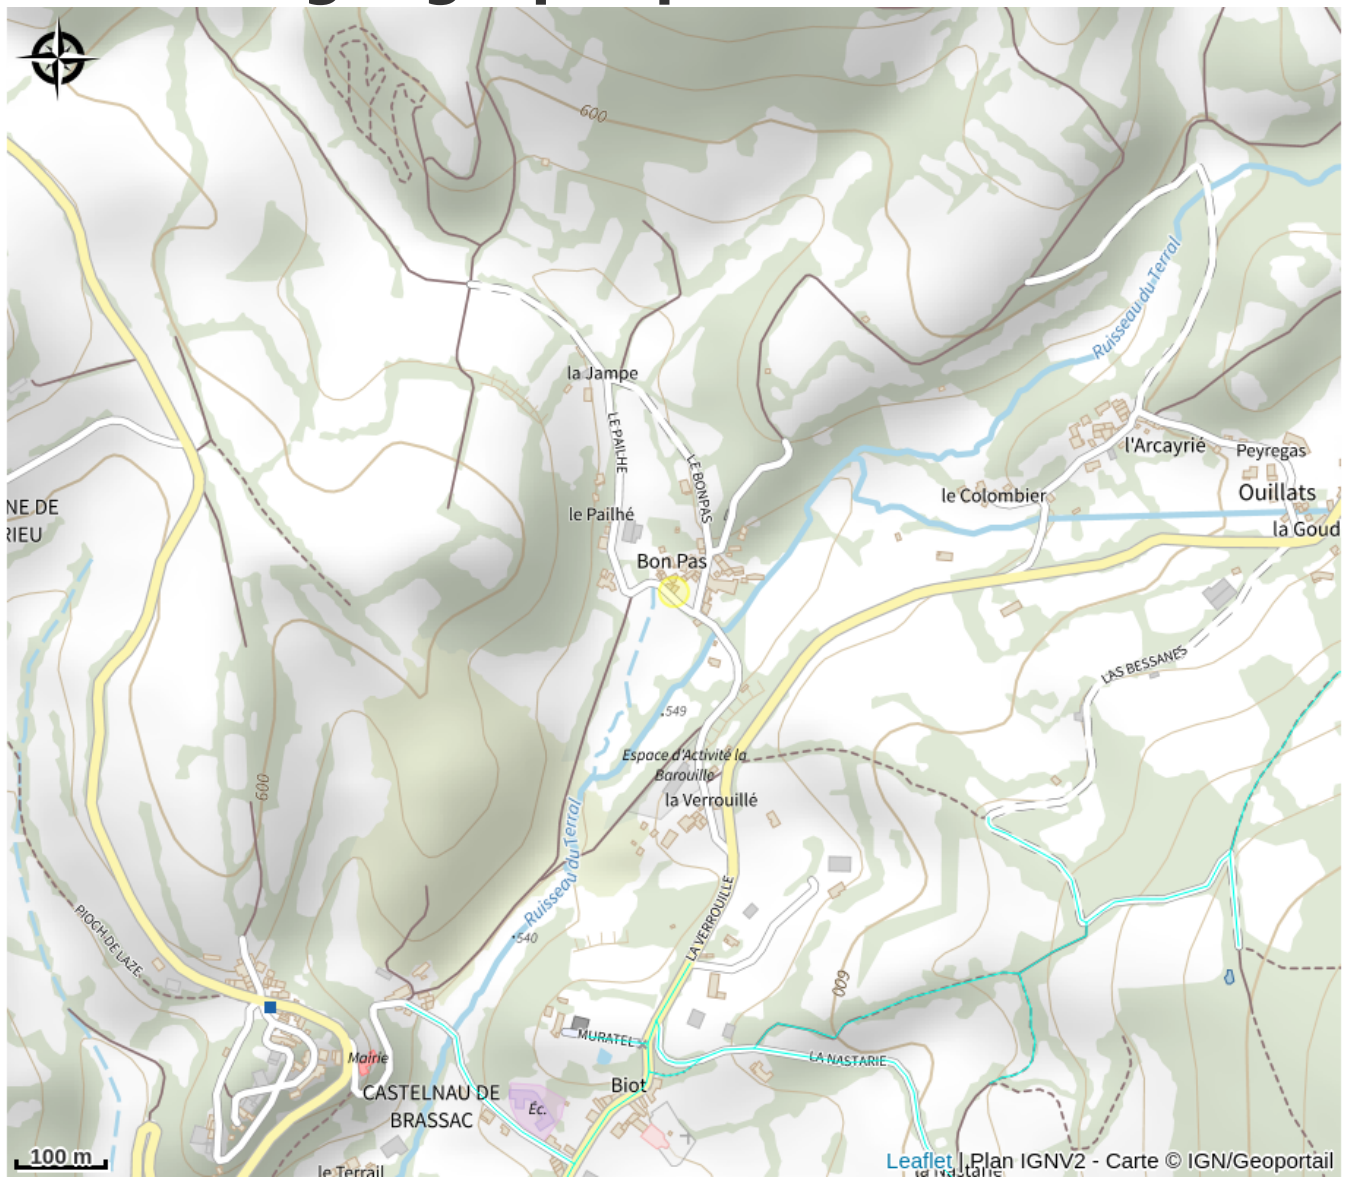 600
Ruisseau du Terral
la Jampe
LE PAILHE
LE BONPAS
l'Arcayrié
Peyregas
le Colombier
Ouillats
NE DE
RIEU
le Pailhé
la Goud
Bon Pas
LAS BESSANES
549
Espace d'Activité la
Barouille
600
la Verrouillé
Ruisseau du Terral
PIOCH DE LAZE
LA VERROUILLE
540
600
MURATEL
Mairie
LA NASTARIE
Biot
CASTELNAU DE
BRASSAC
Éc.
100 m
le Terrail
la Nastarie
Leaflet | Plan IGNV2 - Carte © IGN/Geoportail